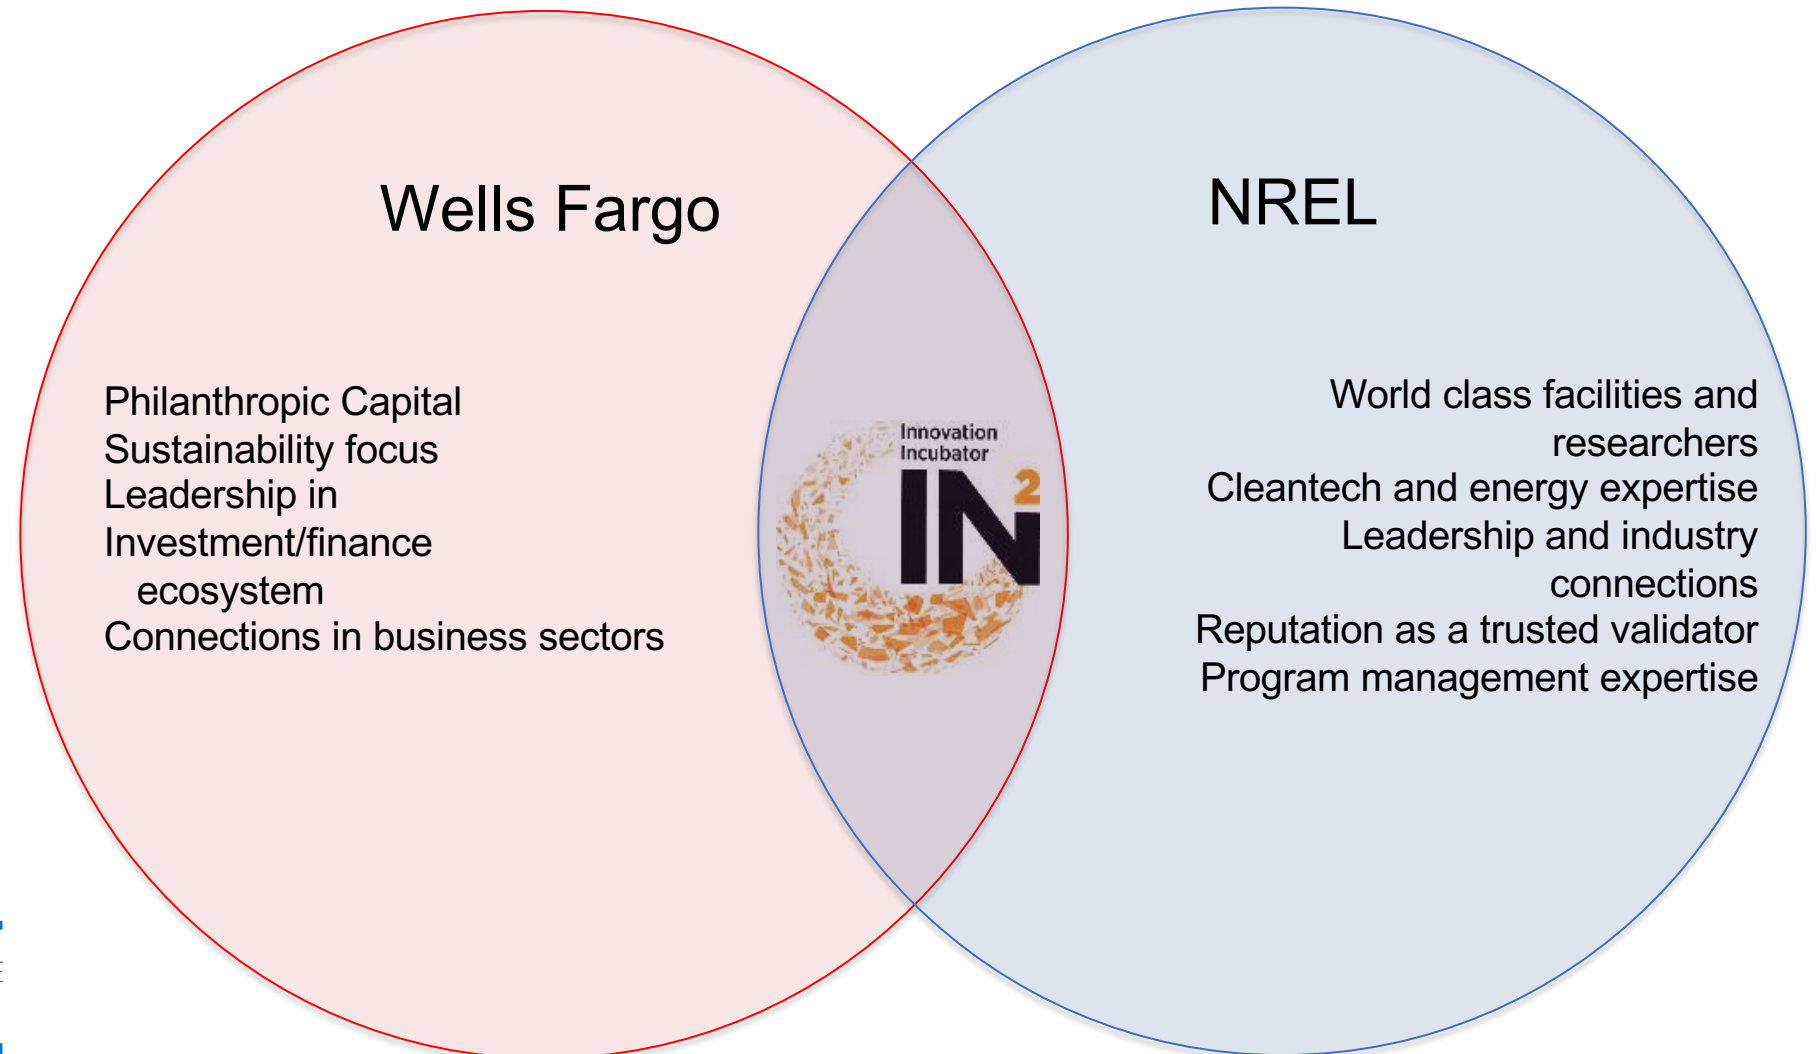 Wells Fargo
Philanthropic Capital
Sustainability focus
Leadership in
Investment/finance
ecosystem
Connections in business sectors
Innovation
Incubator
IN²
NREL
World class facilities and
researchers
Cleantech and energy expertise
Leadership and industry
connections
Reputation as a trusted validator
Program management expertise